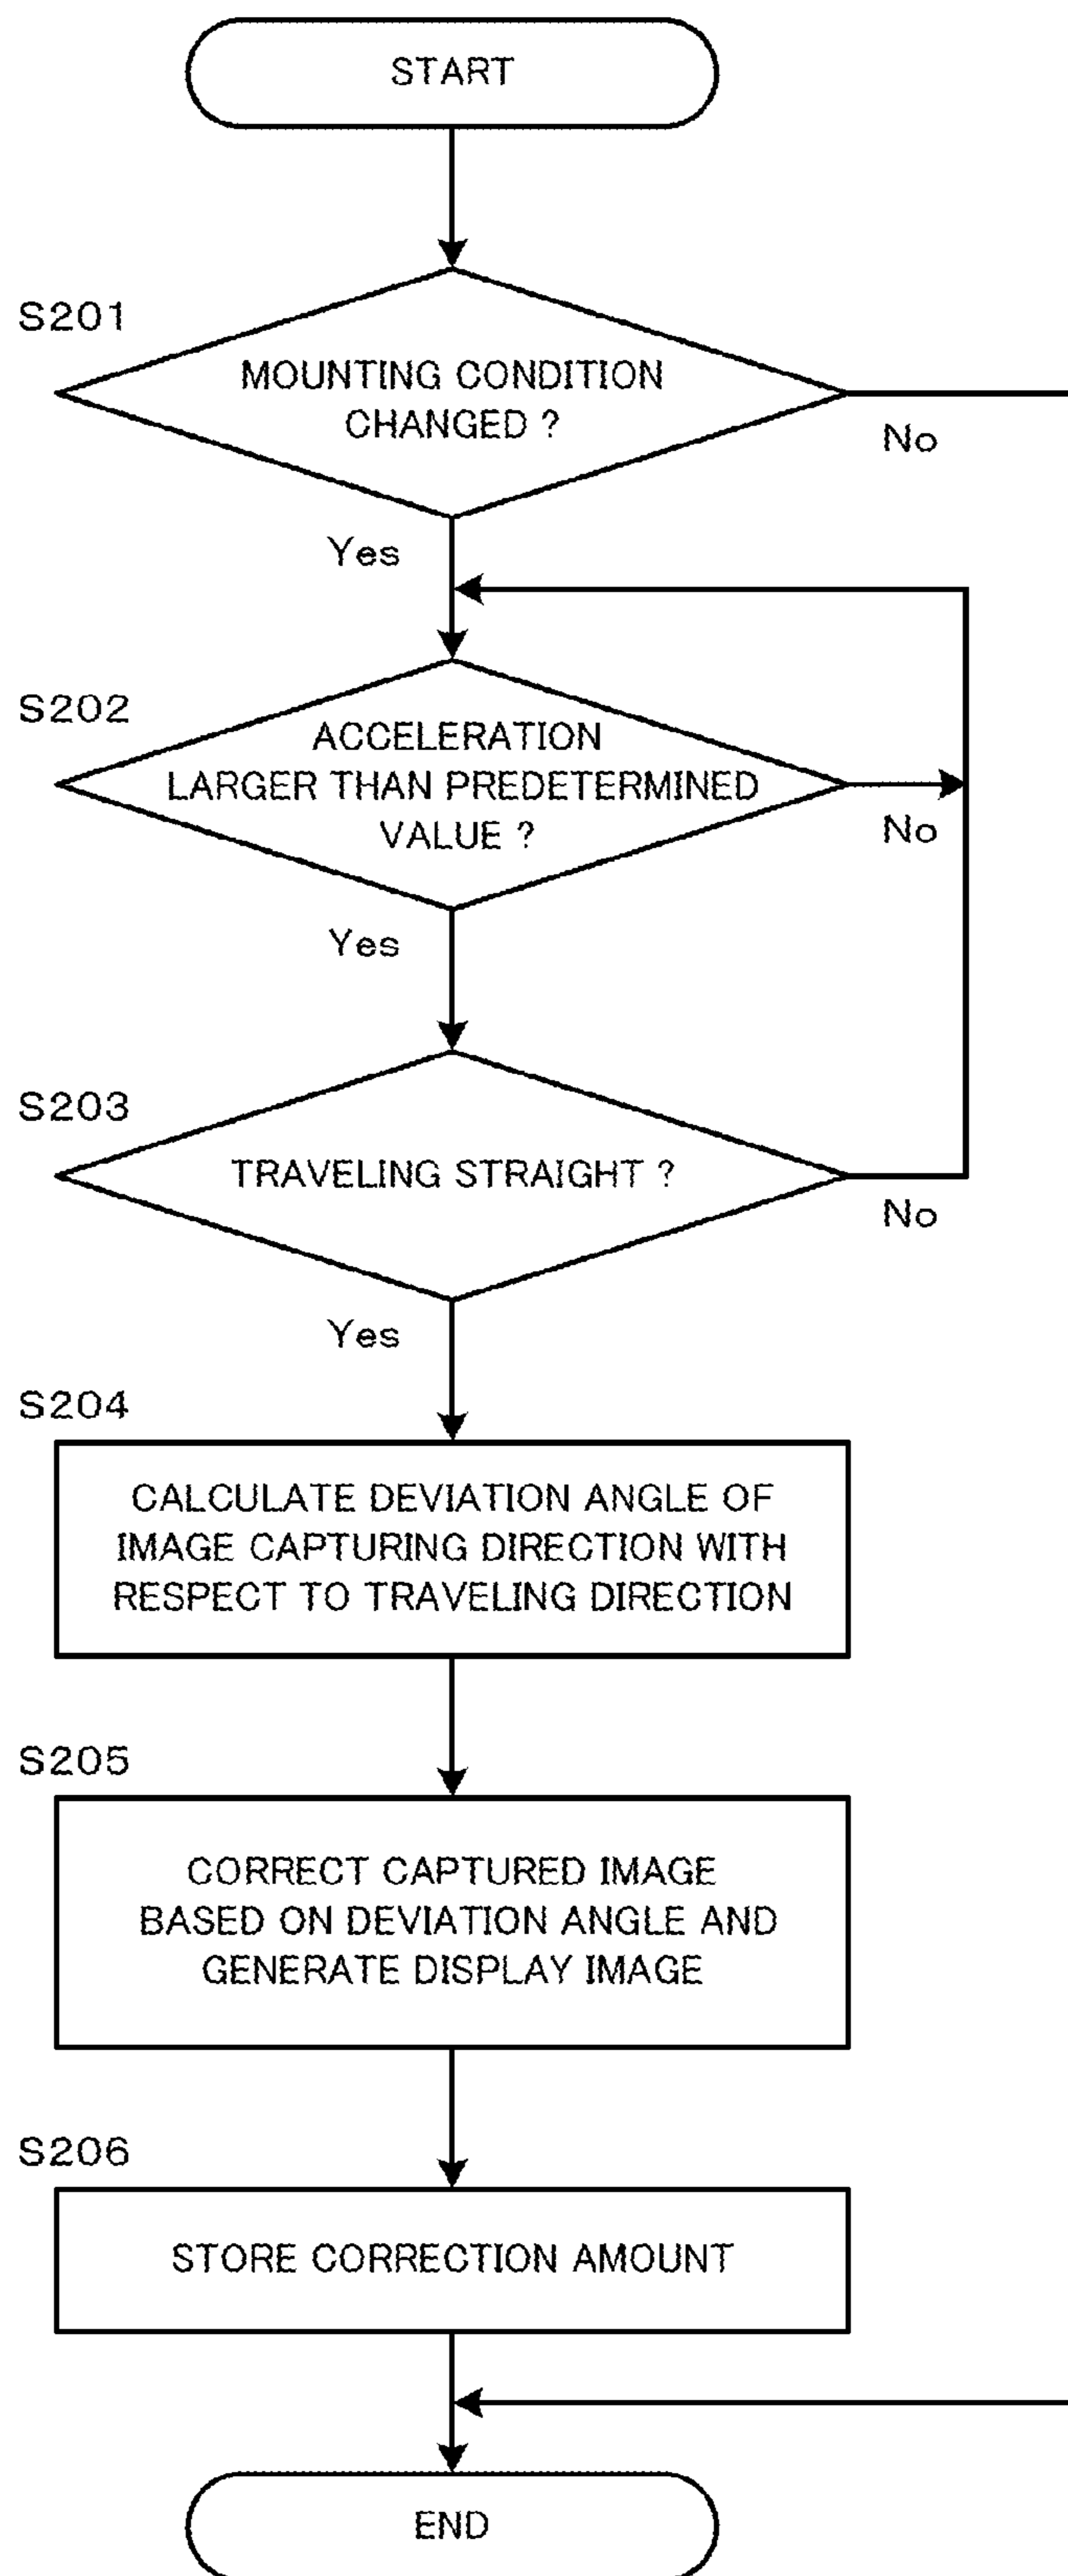 START
S201
MOUNTING CONDITION
CHANGED ?
No
Yes
S202
ACCELERATION
LARGER THAN PREDETERMINED
VALUE ?
No
Yes
S203
TRAVELING STRAIGHT ?
No
Yes
S204
CALCULATE DEVIATION ANGLE OF
IMAGE CAPTURING DIRECTION WITH
RESPECT TO TRAVELING DIRECTION
S205
CORRECT CAPTURED IMAGE
BASED ON DEVIATION ANGLE AND
GENERATE DISPLAY IMAGE
S206
STORE CORRECTION AMOUNT
END